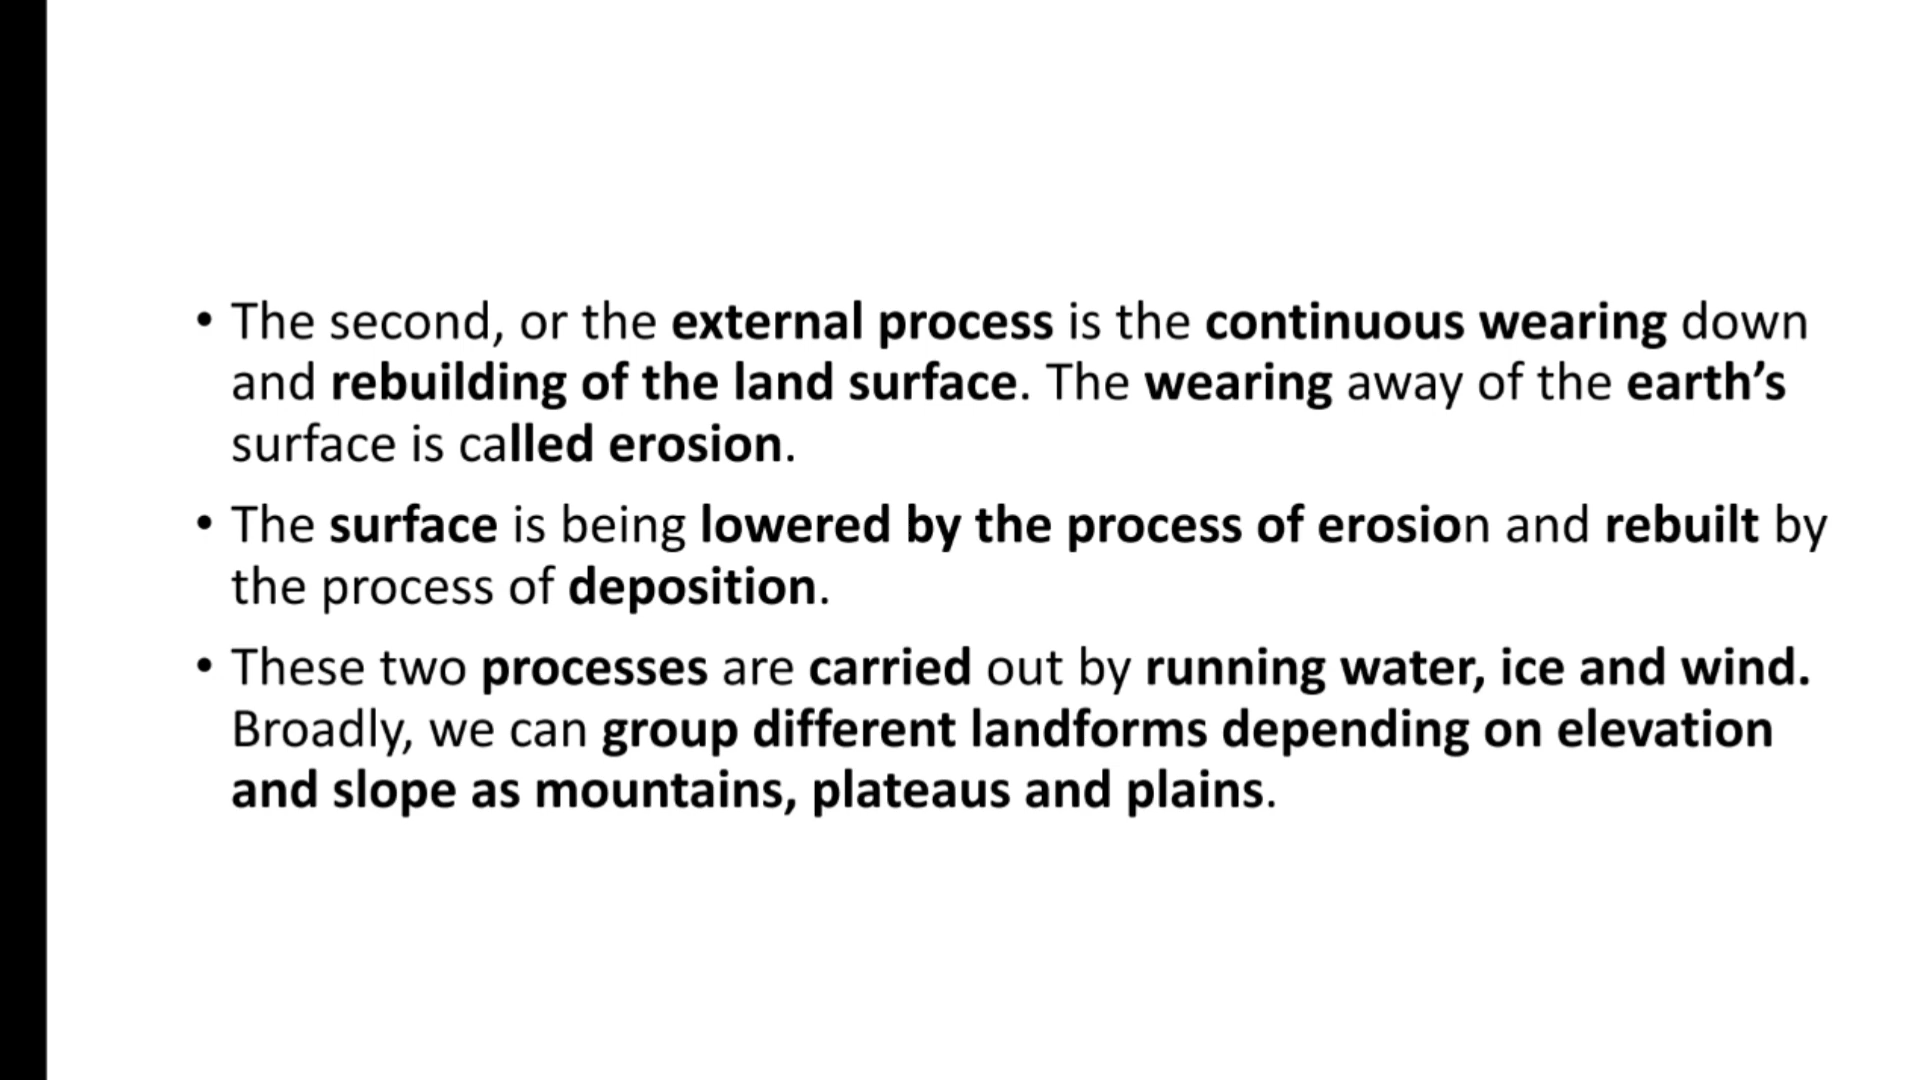 • The second, or the external process is the continuous wearing down
and rebuilding of the land surface. The wearing away of the earth’s
surface is called erosion.
• The surface is being lowered by the process of erosion and rebuilt by
the process of deposition.
• These two processes are carried out by running water, ice and wind.
Broadly, we can group different landforms depending on elevation
and slope as mountains, plateaus and plains.